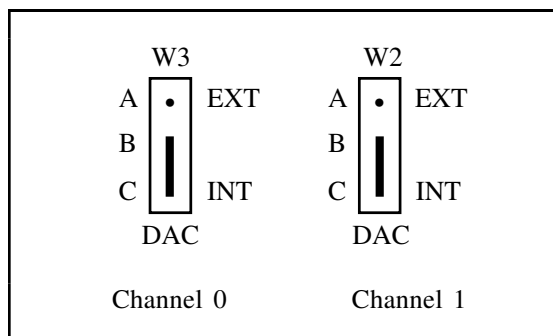 W3 W2
A EXT A EXT
B B
C INT C INT
DAC DAC
Channel 0 Channel 1